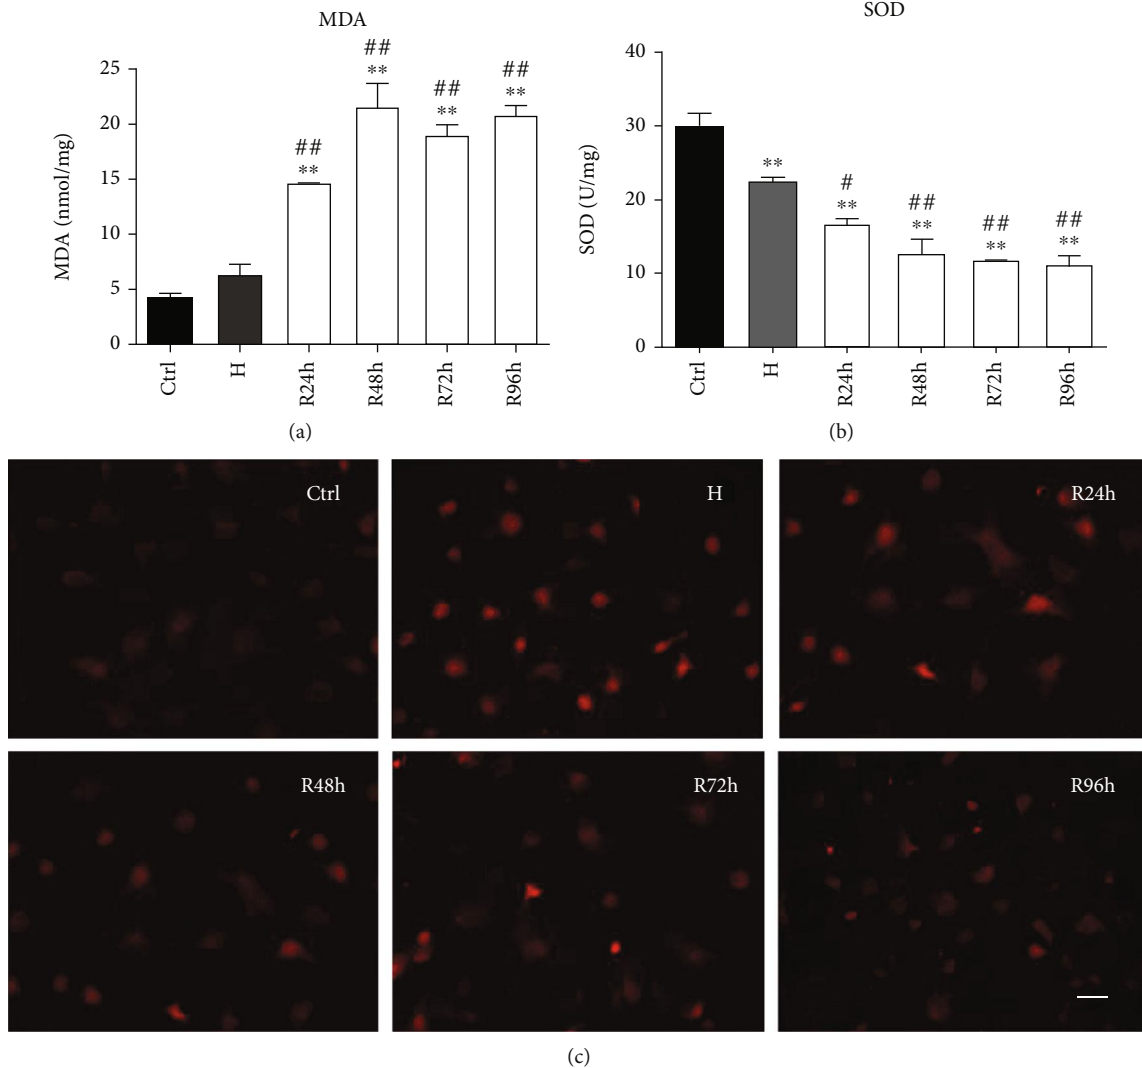 MDA
MDA (nmol/mg)
25
20
15
10
5
0
##
**
##
**
##
**
##
**
Ctrl
H
R24h
R48h
R72h
R96h
(a)
SOD
SOD (U/mg)
40
30
20
10
0
**
#
**
##
**
##
**
##
**
Ctrl
H
R24h
R48h
R72h
R96h
(b)
Ctrl
H
R24h
R48h
R72h
R96h
(c)